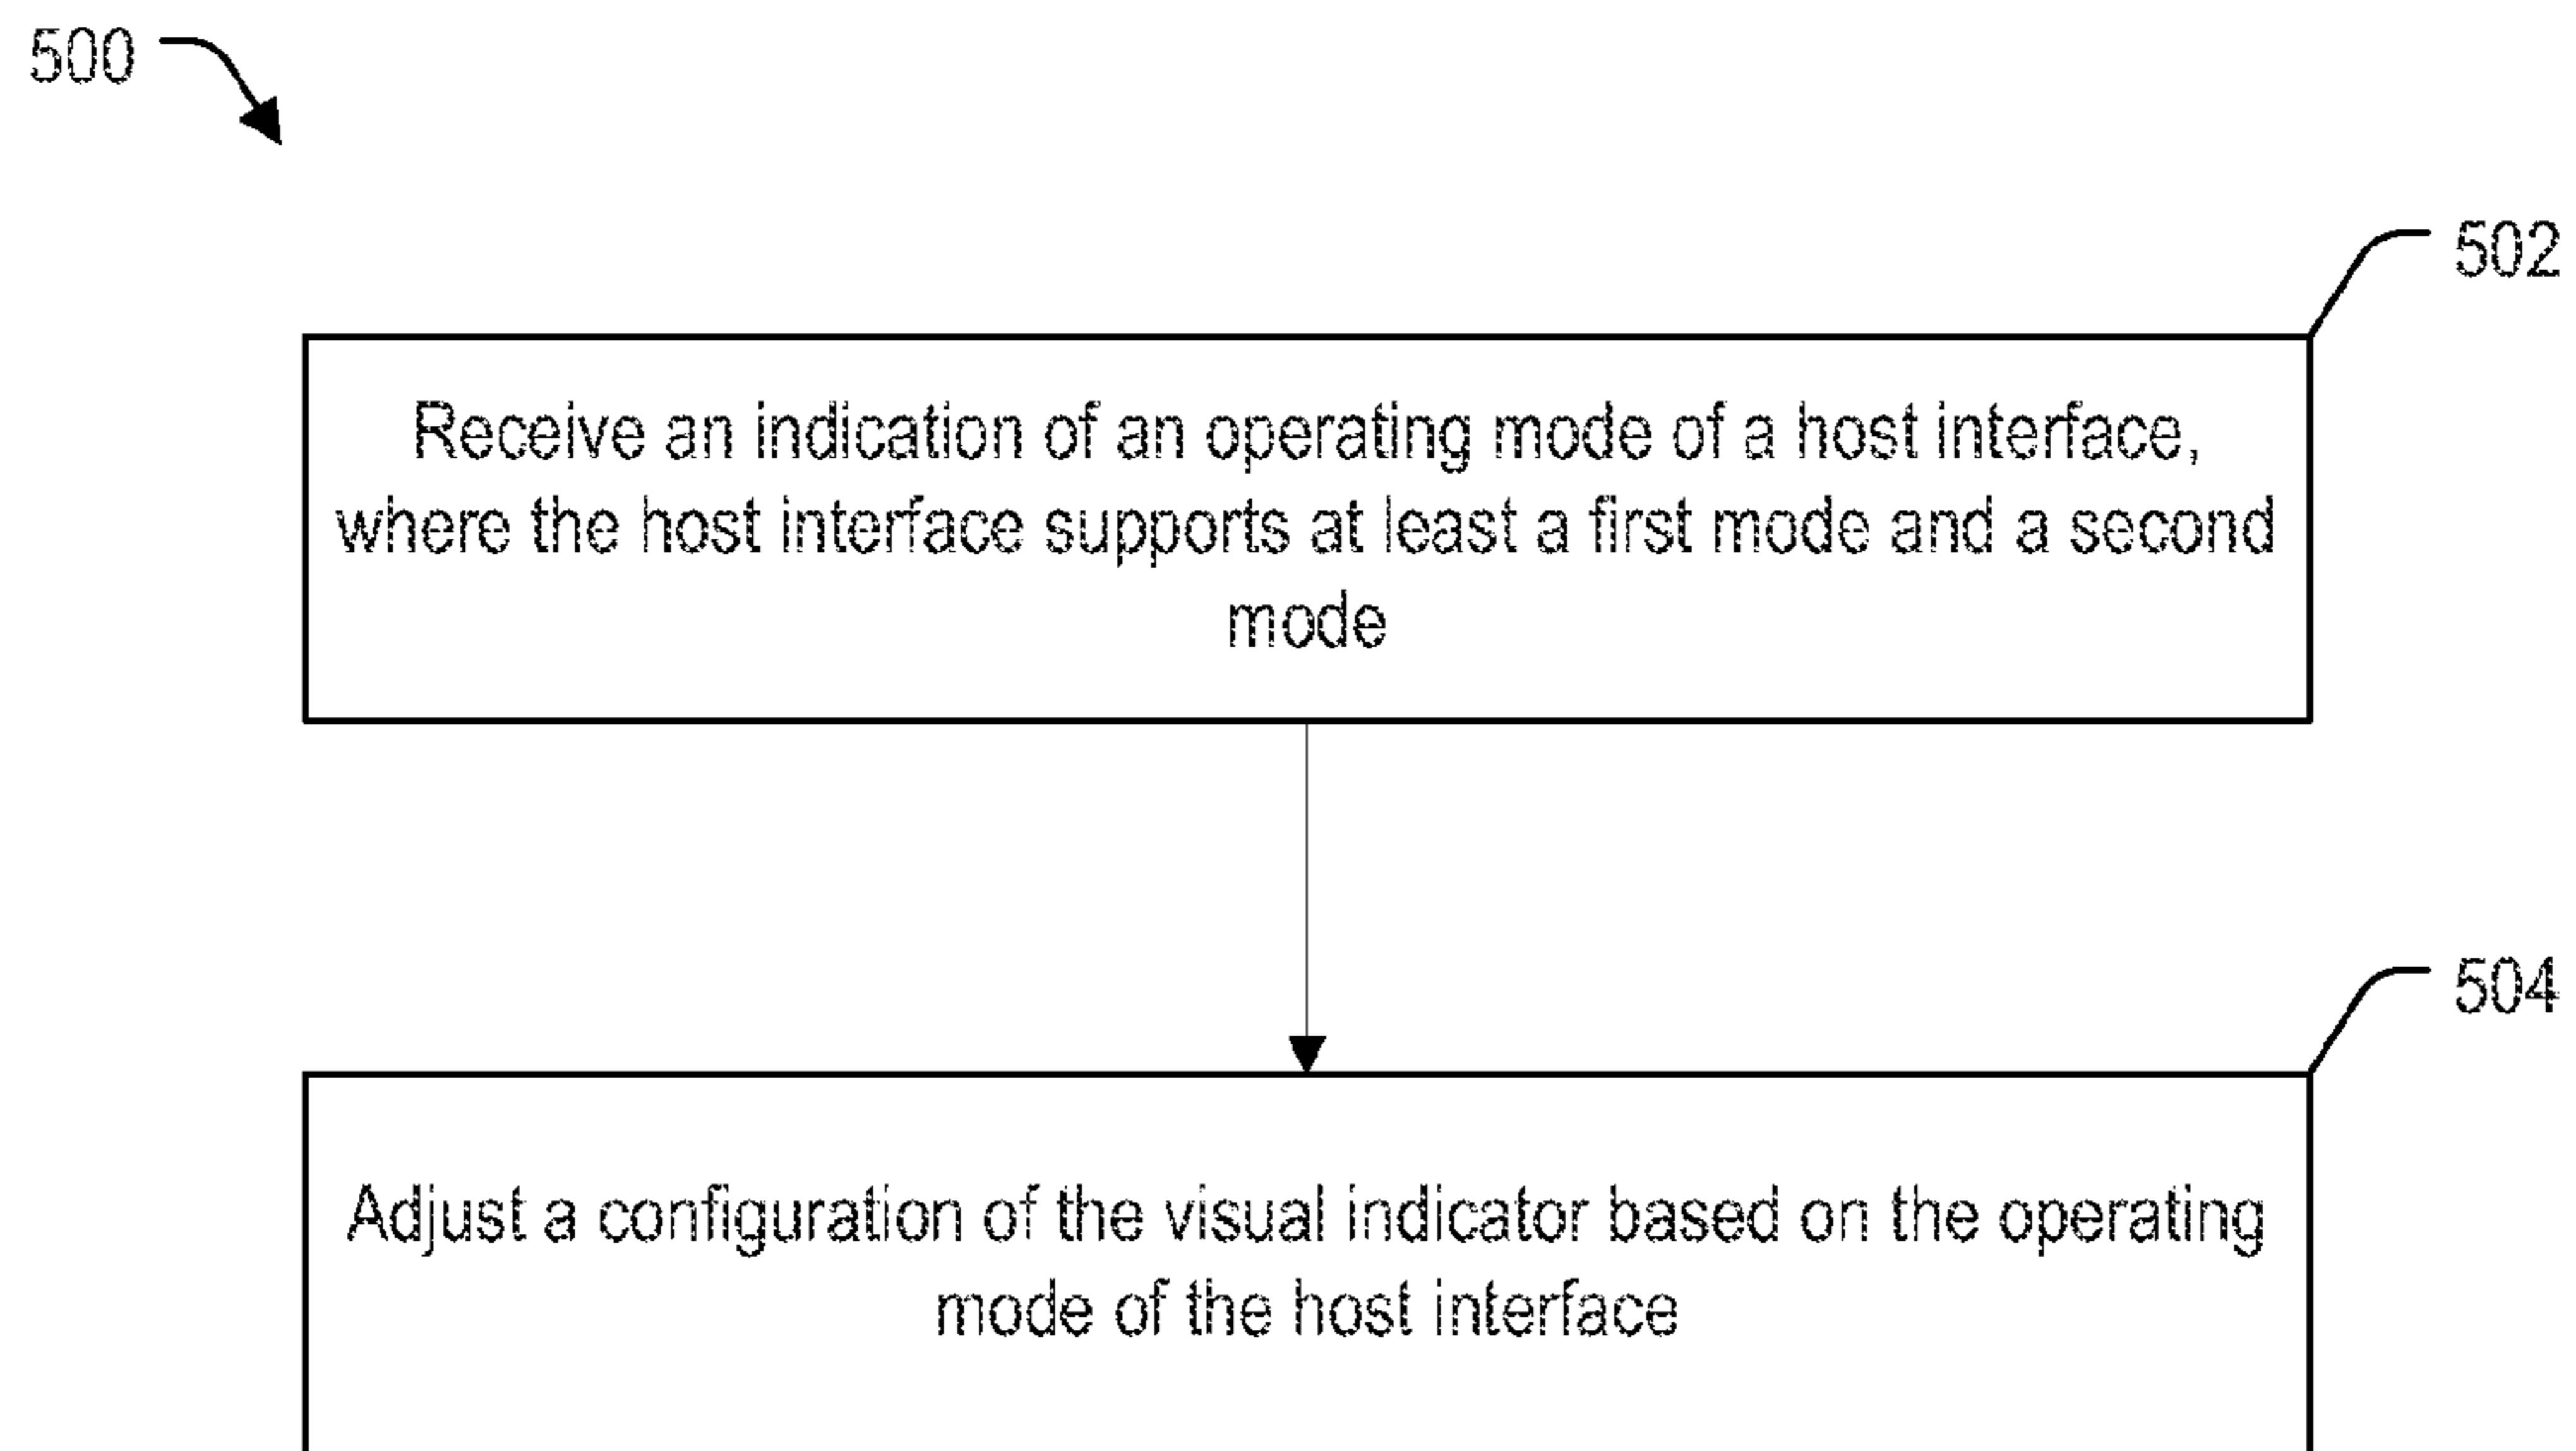 500
502
Receive an indication of an operating mode of a host interface,
where the host interface supports at least a first mode and a second
mode
504
Adjust a configuration of the visual indicator based on the operating
mode of the host interface